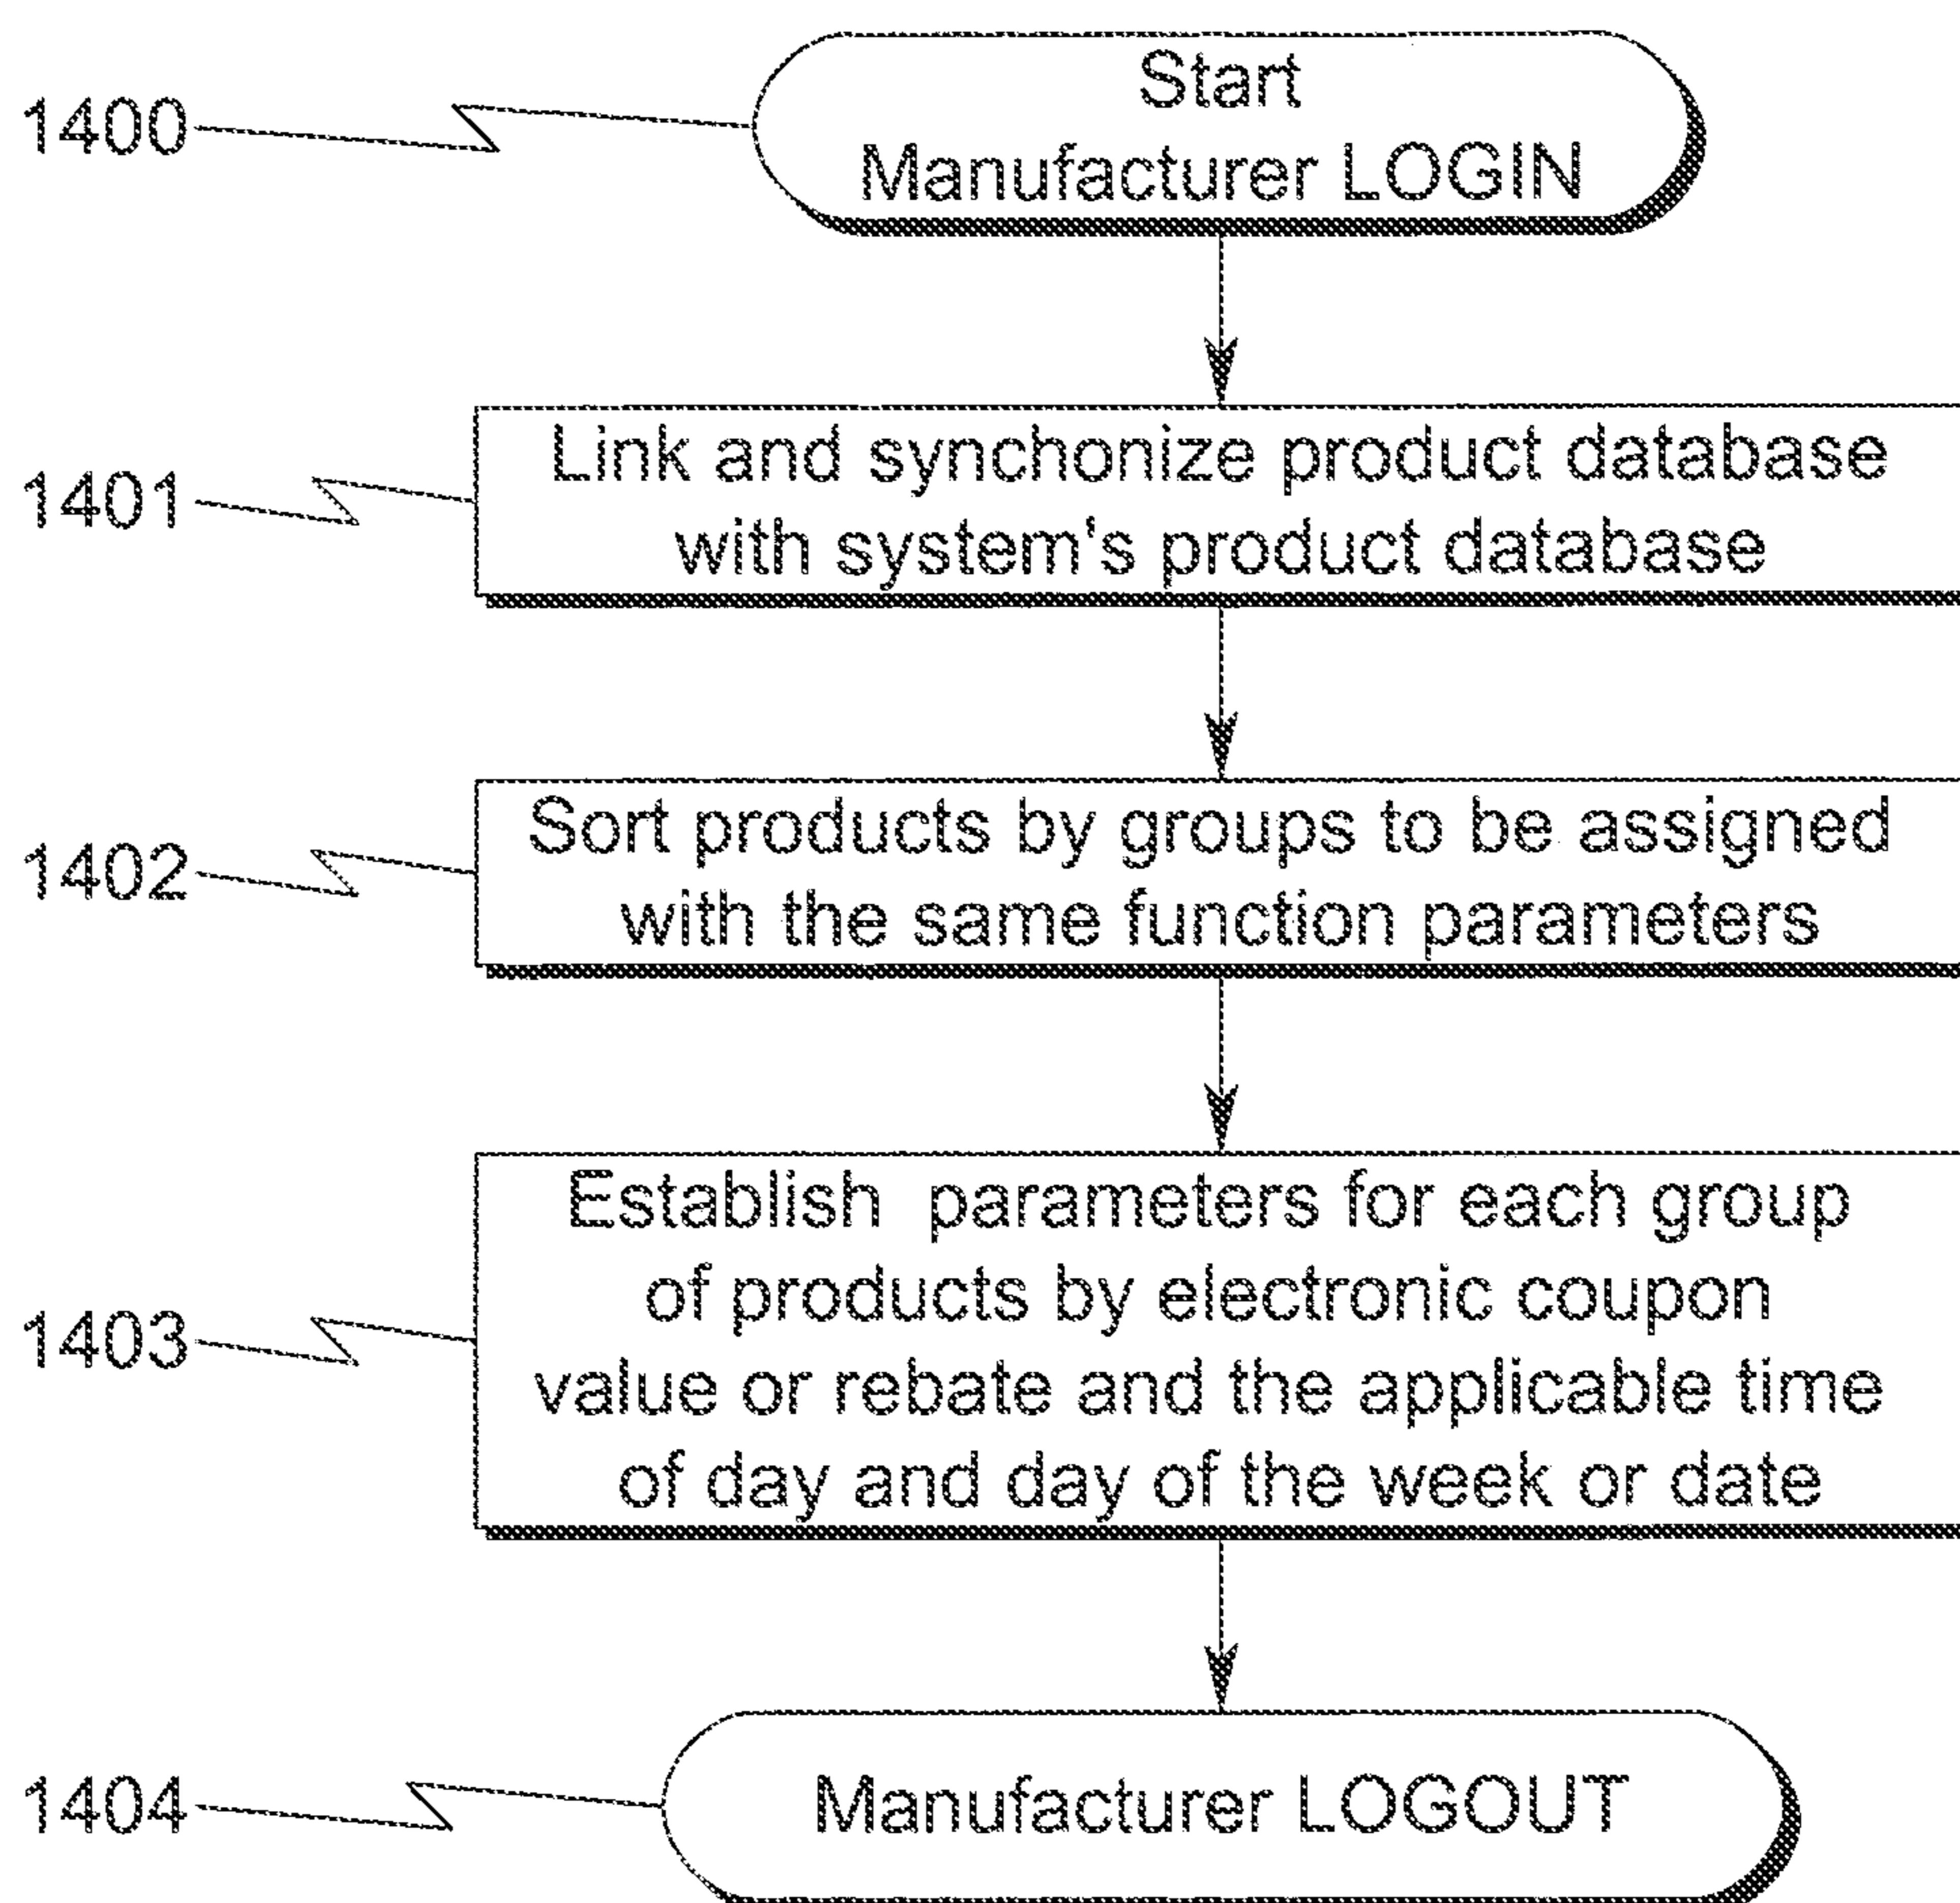 1400
Start
Manufacturer LOGIN
1401
Link and synchonize product database
with system's product database
1402
Sort products by groups to be assigned
with the same function parameters
1403
Establish parameters for each group
of products by electronic coupon
value or rebate and the applicable time
of day and day of the week or date
1404
Manufacturer LOGOUT